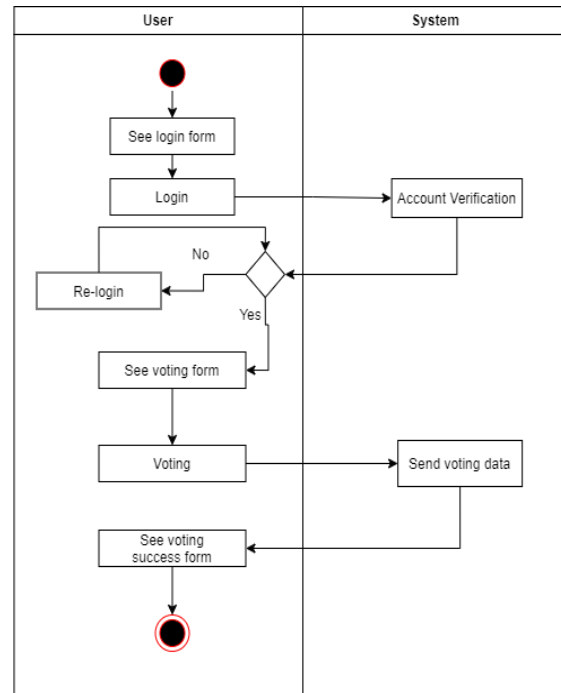 User
System
See login form
Login
Account Verification
No
Re-login
Yes
See voting form
Voting
Send voting data
See voting
success form